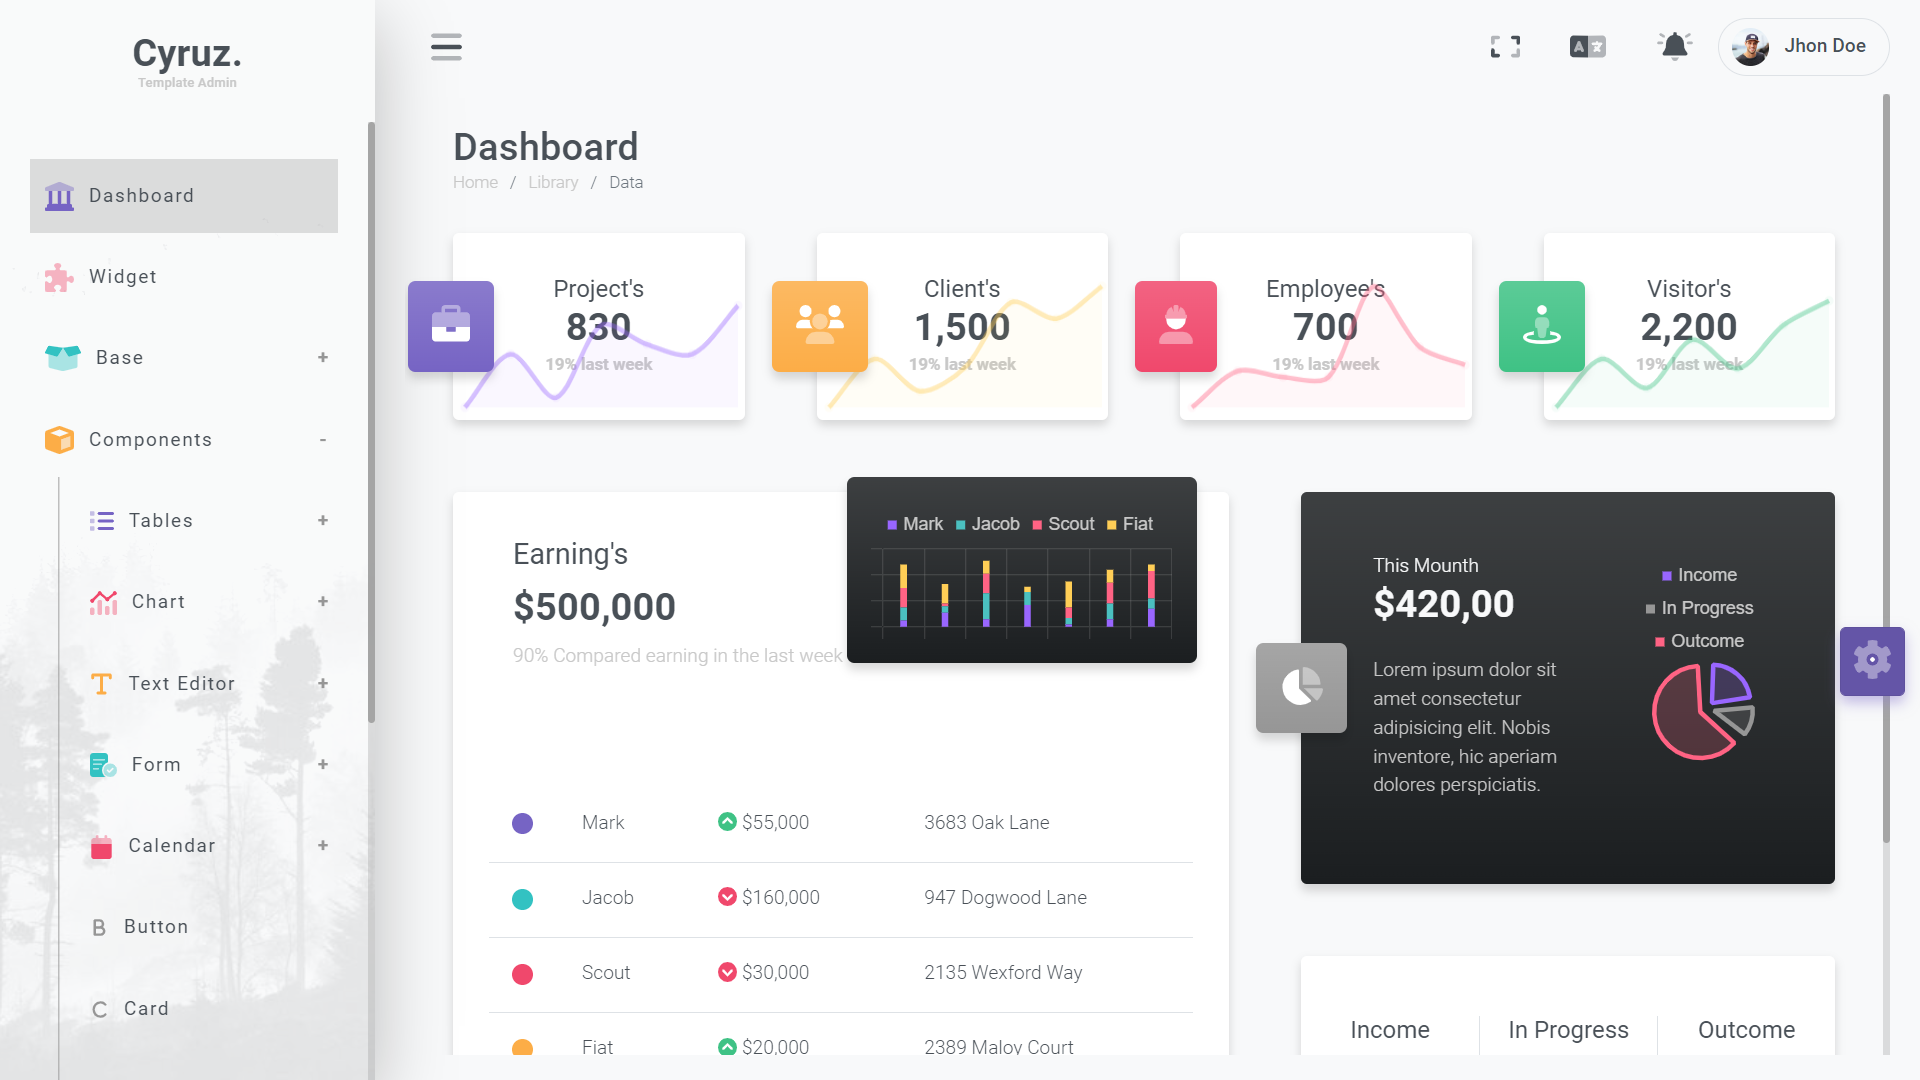 Cyruz.
Template Admin
Dashboard
Widget
Base +
Components -
Tables +
Chart +
Text Editor +
Form +
Calendar +
B Button
C Card
A
Jhon Doe
Dashboard
Home / Library / Data
Project's
830
19% last week
Client's
1,500
19% last week
Employee's
700
19% last week
Visitor's
2,200
19% last week
Earning's
$500,000
90% Compared earning in the last week
Mark Jacob Scout Fiat
Mark $55,000 3683 Oak Lane
Jacob $160,000 947 Dogwood Lane
Scout $30,000 2135 Wexford Way
Fiat $20,000 2389 Maloy Court
This Mounth
$420,00
Lorem ipsum dolor sit
amet consectetur
adipisicing elit. Nobis
inventore, hic aperiam
dolores perspiciatis.
Income
In Progress
Outcome
Income In Progress Outcome